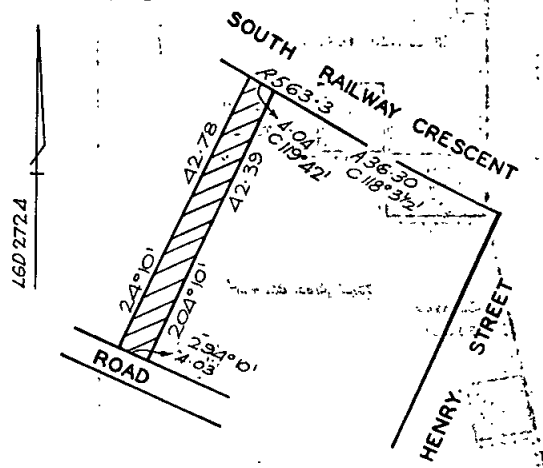 SOUTH RAILWAY CRESCENT
R563·3
4·04
C119°42'
A36·30
C118°3½'
42·78
42·39
24°10'
204°10'
294°10'
4·03
ROAD
HENRY. STREET
LGD 2724